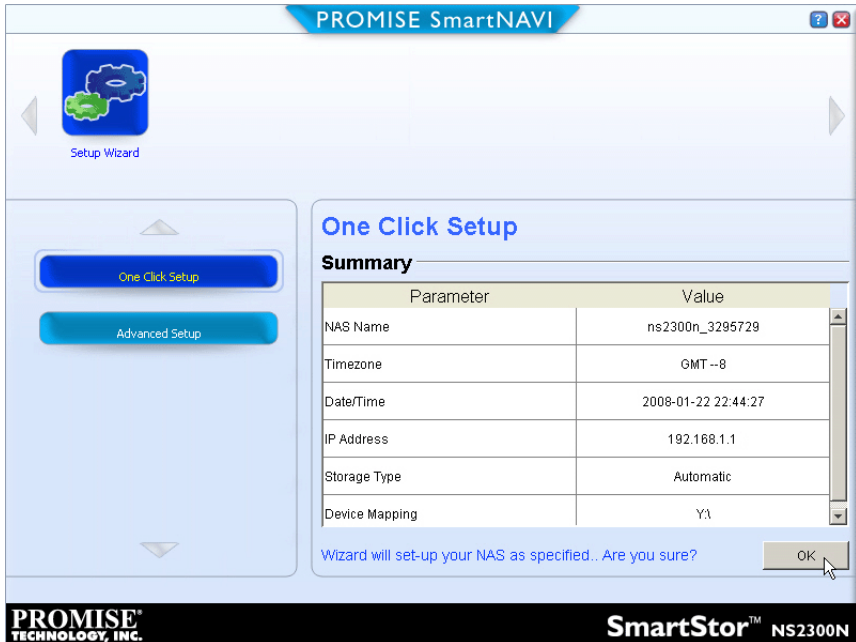 PROMISE SmartNAVI
?
Setup Wizard
One Click Setup
Advanced Setup
One Click Setup
Summary
Parameter Value
NAS Name ns2300n_3295729
Timezone GMT --8
Date/Time 2008-01-22 22:44:27
IP Address 192.168.1.1
Storage Type Automatic
Device Mapping Y:\
Wizard will set-up your NAS as specified.. Are you sure? OK
PROMISE®
TECHNOLOGY, INC.
SmartStor™ NS2300N